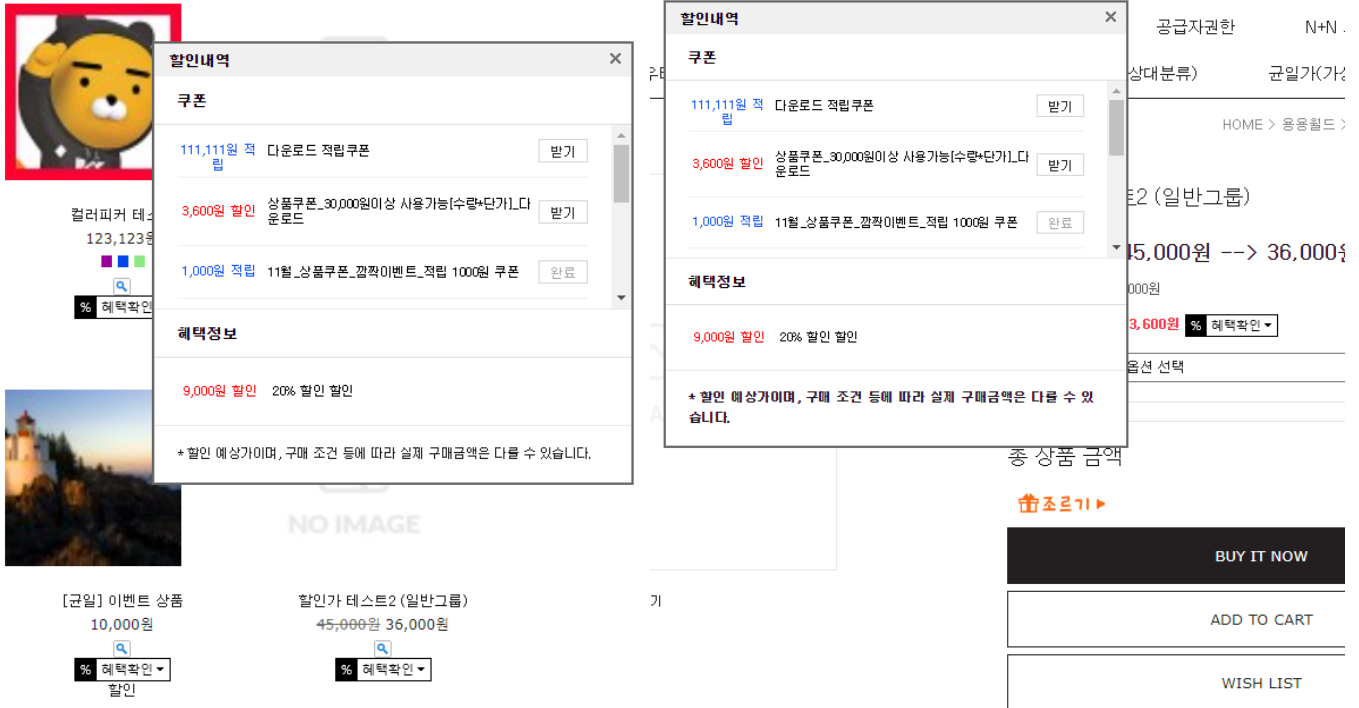 할인내역
쿠폰
111,111원 적
립
다운로드 적립쿠폰
받기
3,600원 할인
상품쿠폰_30,000원이상 사용가능[수량*단가]_다
운로드
받기
1,000원 적립
11월_상품쿠폰_깜짝이벤트_적립 1000원 쿠폰
완료
혜택정보
9,000원 할인
20% 할인 할인
* 할인 예상가이며, 구매 조건 등에 따라 실제 구매금액은 다를 수 있습니다.
컬러피커 테
123,123
% 혜택확인
NO IMAGE
[균일] 이벤트 상품
10,000원
% 혜택확인
할인
할인가 테스트2 (일반그룹)
45,000원 36,000원
% 혜택확인
할인내역
쿠폰
111,111원 적
립
다운로드 적립쿠폰
받기
3,600원 할인
상품쿠폰_30,000원이상 사용가능[수량*단가]_다
운로드
받기
1,000원 적립
11월_상품쿠폰_깜짝이벤트_적립 1000원 쿠폰
완료
혜택정보
9,000원 할인
20% 할인 할인
* 할인 예상가이며, 구매 조건 등에 따라 실제 구매금액은 다를 수 있
습니다.
기
공급자권한 N+N
상대분류) 균일가(가상
HOME > 용용월드 >
2 (일반그룹)
45,000원 --> 36,000원
000원
3,600원 % 혜택확인
옵션 선택
총 상품 금액
조르기
BUY IT NOW
ADD TO CART
WISH LIST